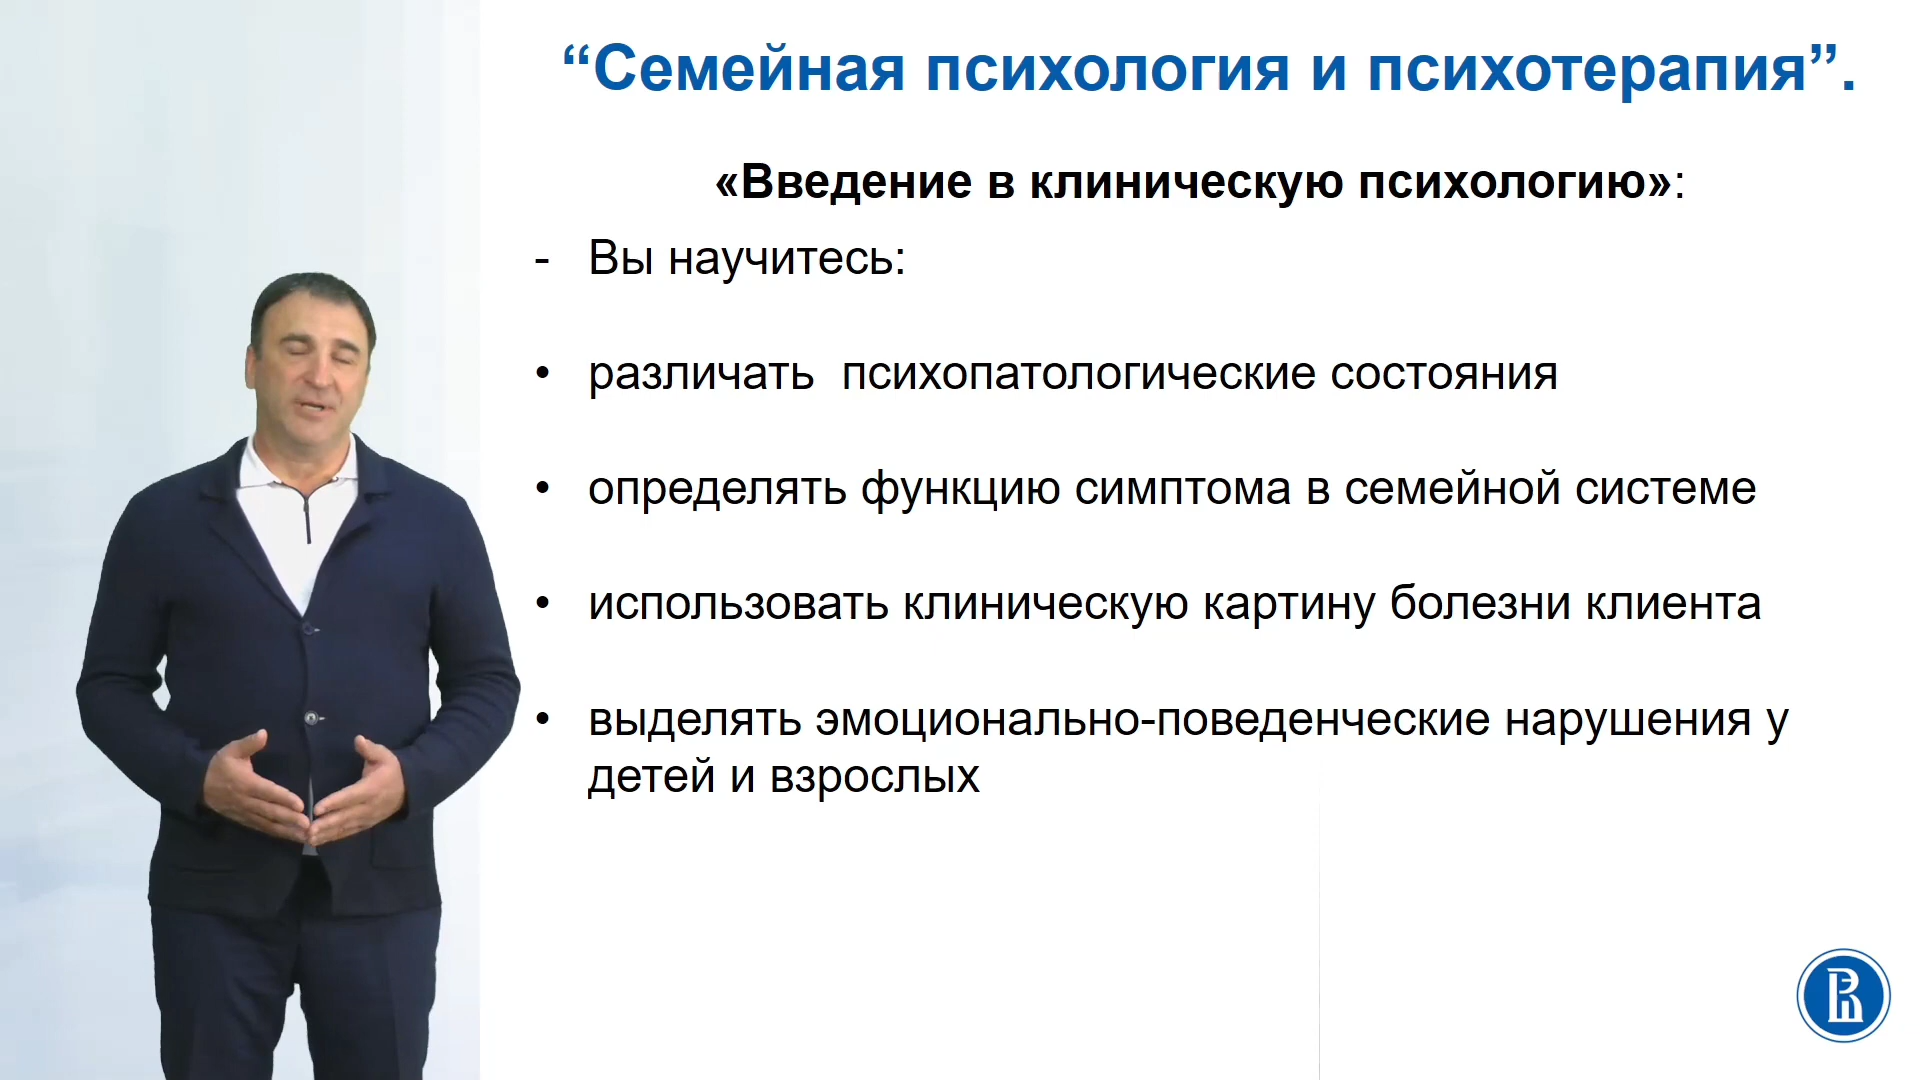 “Семейная психология и психотерапия”.
«Введение в клиническую психологию»:
- Вы научитесь:
• различать  психопатологические состояния
• определять функцию симптома в семейной системе
• использовать клиническую картину болезни клиента
• выделять эмоционально-поведенческие нарушения у
детей и взрослых